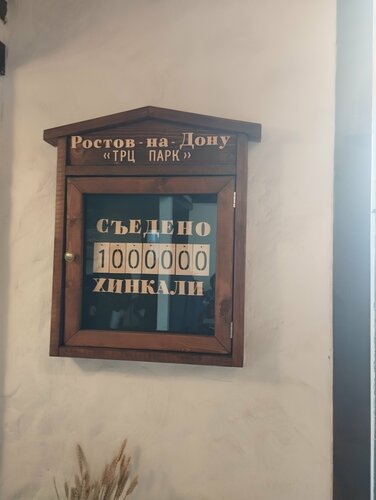 Ростов-на-Дону
«ТРЦ ПАРК»
СЪЕДЕНО
1000000
ХИНКАЛИ